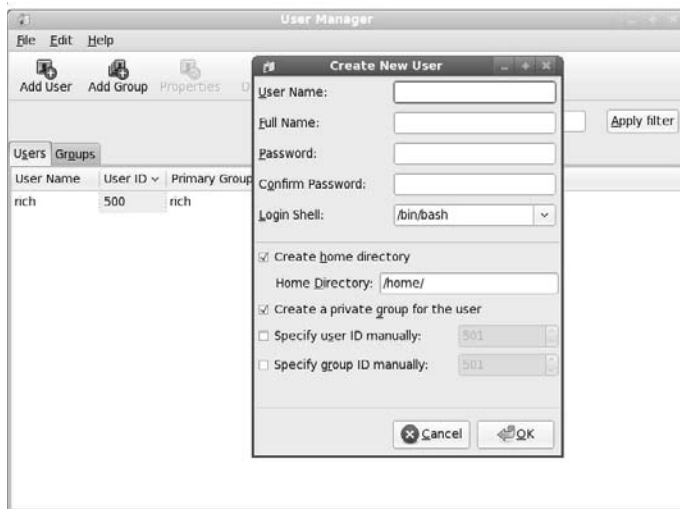 User Manager
File Edit Help
Add User Add Group Properties
Apply filter
Users Groups
User Name User ID Primary Group
rich 500 rich
Create New User
User Name:
Full Name:
Password:
Confirm Password:
Login Shell: /bin/bash
Create home directory
Home Directory: /home/
Create a private group for the user
Specify user ID manually: 501
Specify group ID manually: 501
Cancel OK